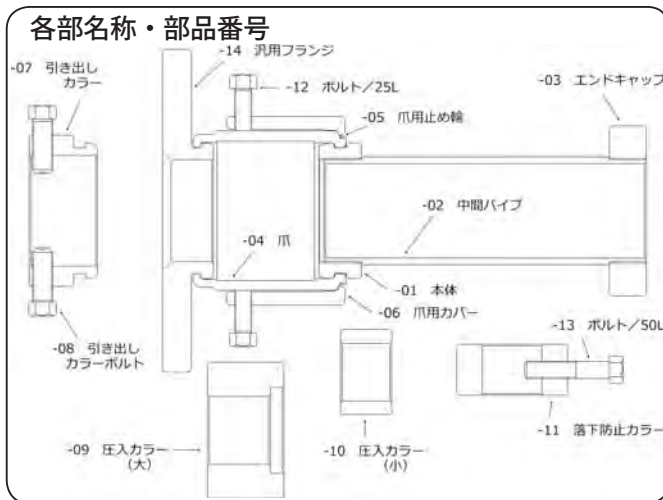 各部名称・部品番号
-14 汎用フランジ
-07 引き出し
カラー
-12 ボルト/25L
-03 エンドキャップ
-05 爪用止め輪
-02 中間パイプ
-04 爪
-01 本体
-06 爪用カバー
-13 ボルト/50L
-08 引き出し
カラーボルト
-11 落下防止カラー
-09 圧入カラー
(大)
-10 圧入カラー
(小)